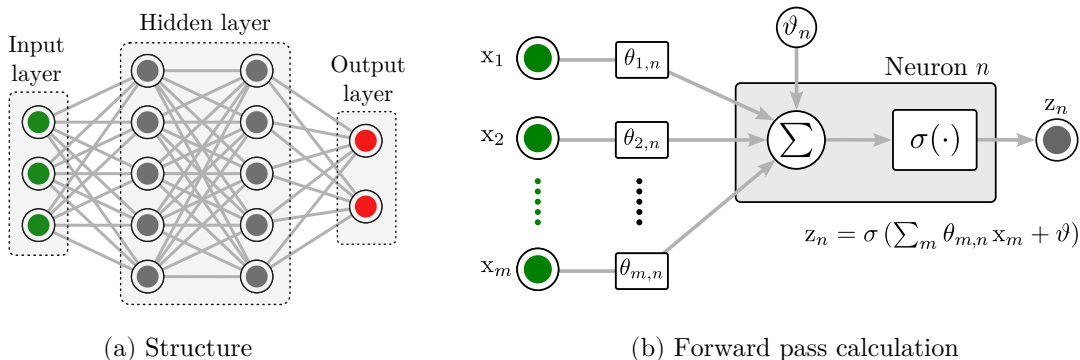 Hidden layer
Input
layer
Output
layer
(a) Structure
ϑₙ
x₁
θ₁,ₙ
Neuron n
x₂
θ₂,ₙ
∑
σ(·)
zₙ
xₘ
θₘ,ₙ
zₙ = σ (∑ₘ θₘ,ₙ xₘ + ϑ)
(b) Forward pass calculation